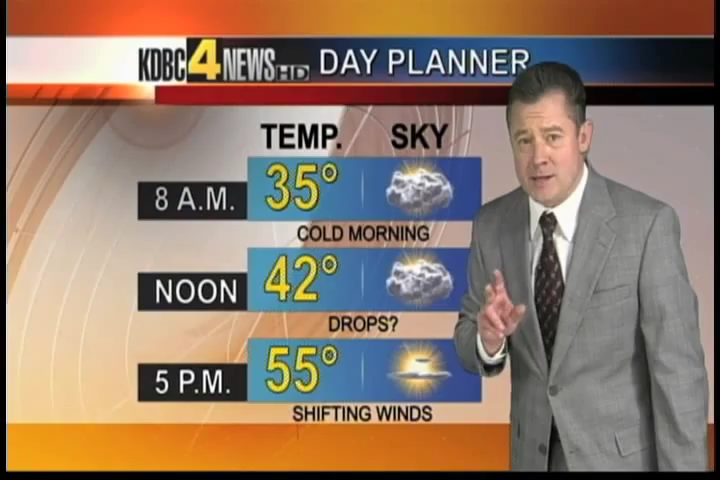 KDBC 4 NEWS HD DAY PLANNER
TEMP. SKY
8 A.M. 35°
COLD MORNING
NOON 42°
DROPS?
5 P.M. 55°
SHIFTING WINDS